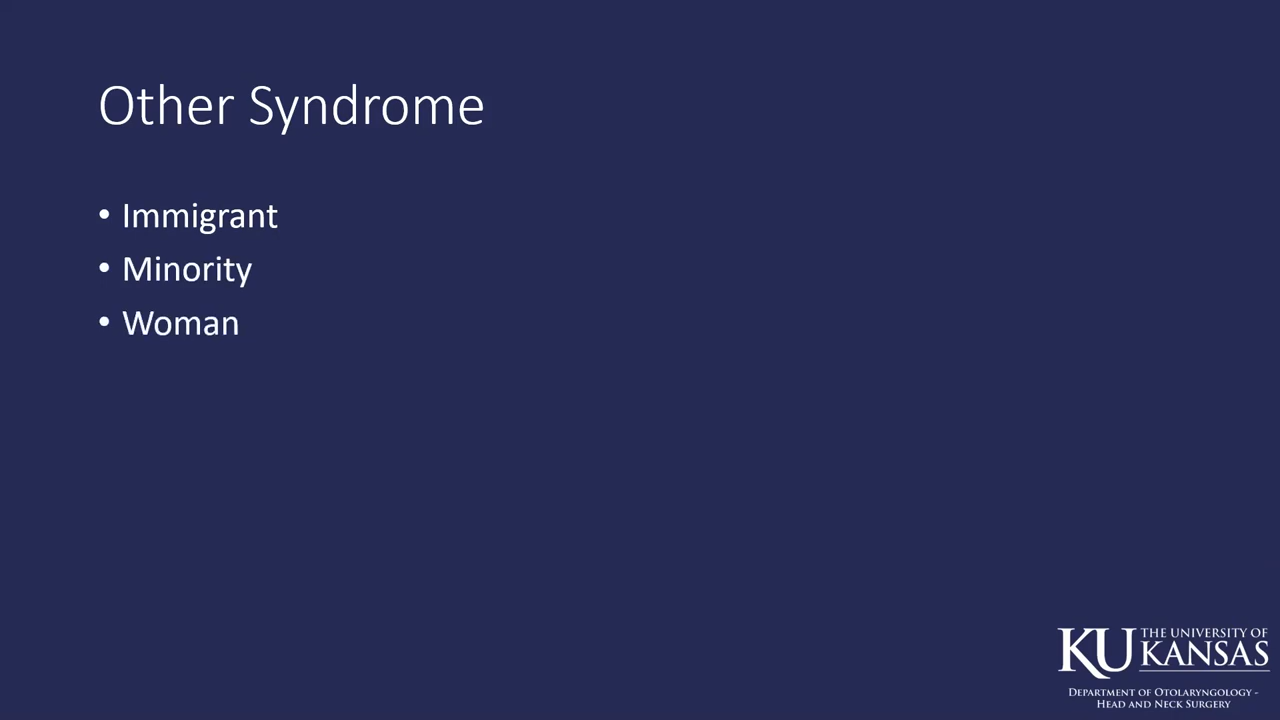 Other Syndrome
• Immigrant
• Minority
• Woman
KU THE UNIVERSITY OF
KANSAS
DEPARTMENT OF OTOLARYNGOLOGY -
HEAD AND NECK SURGERY